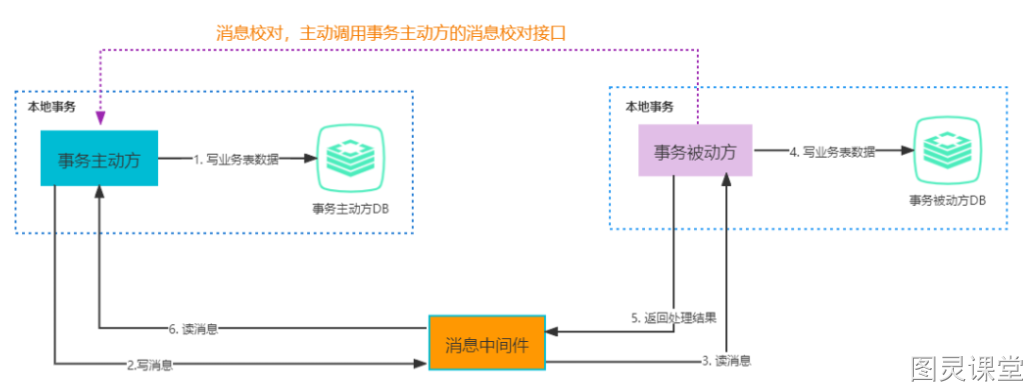 消息校对，主动调用事务主动方的消息校对接口
本地事务
事务主动方
1. 写业务表数据
事务主动方DB
本地事务
事务被动方
4. 写业务表数据
事务被动方DB
6. 读消息
5. 返回处理结果
消息中间件
2.写消息
3. 读消息
图灵课堂